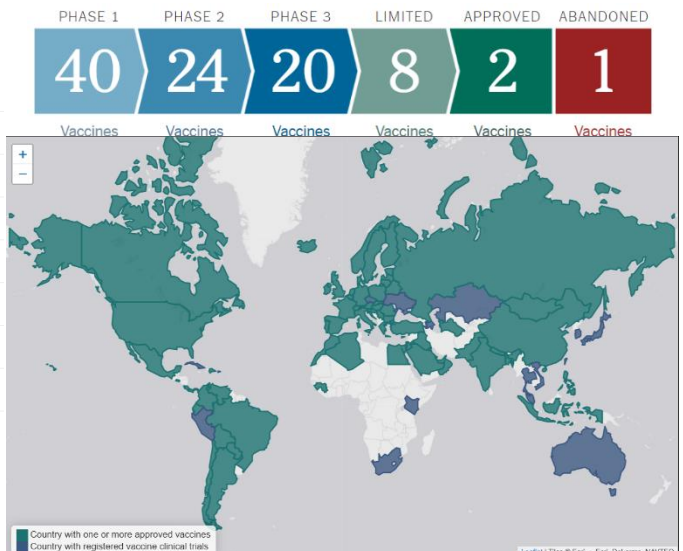 PHASE 1 PHASE 2 PHASE 3 LIMITED APPROVED ABANDONED
40 24 20 8 2 1
Vaccines Vaccines Vaccines Vaccines Vaccines Vaccines
+
−
Country with one or more approved vaccines
Country with registered vaccine clinical trials